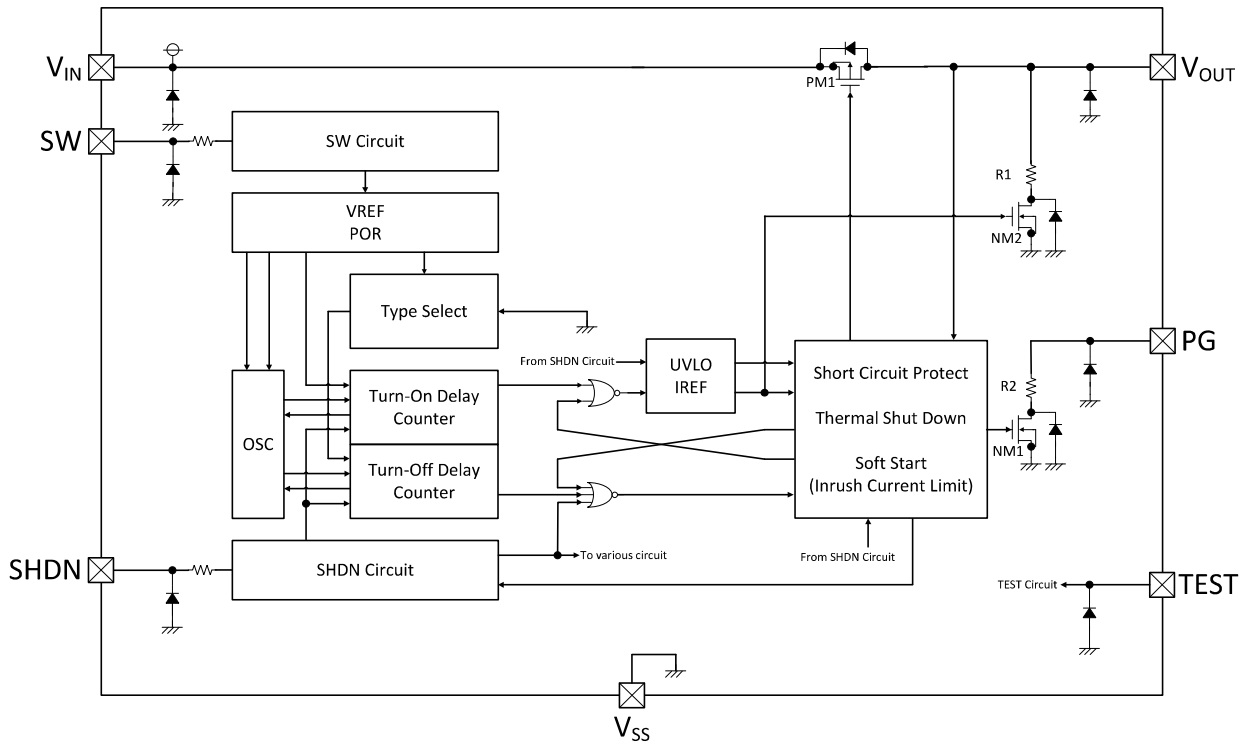 VIN
PM1
VOUT
SW
SW Circuit
VREF
POR
R1
NM2
Type Select
From SHDN Circuit
UVLO
IREF
PG
Short Circuit Protect
Thermal Shut Down
Soft Start
(Inrush Current Limit)
R2
NM1
OSC
Turn-On Delay
Counter
Turn-Off Delay
Counter
SHDN
SHDN Circuit
To various circuit
From SHDN Circuit
TEST Circuit
TEST
VSS